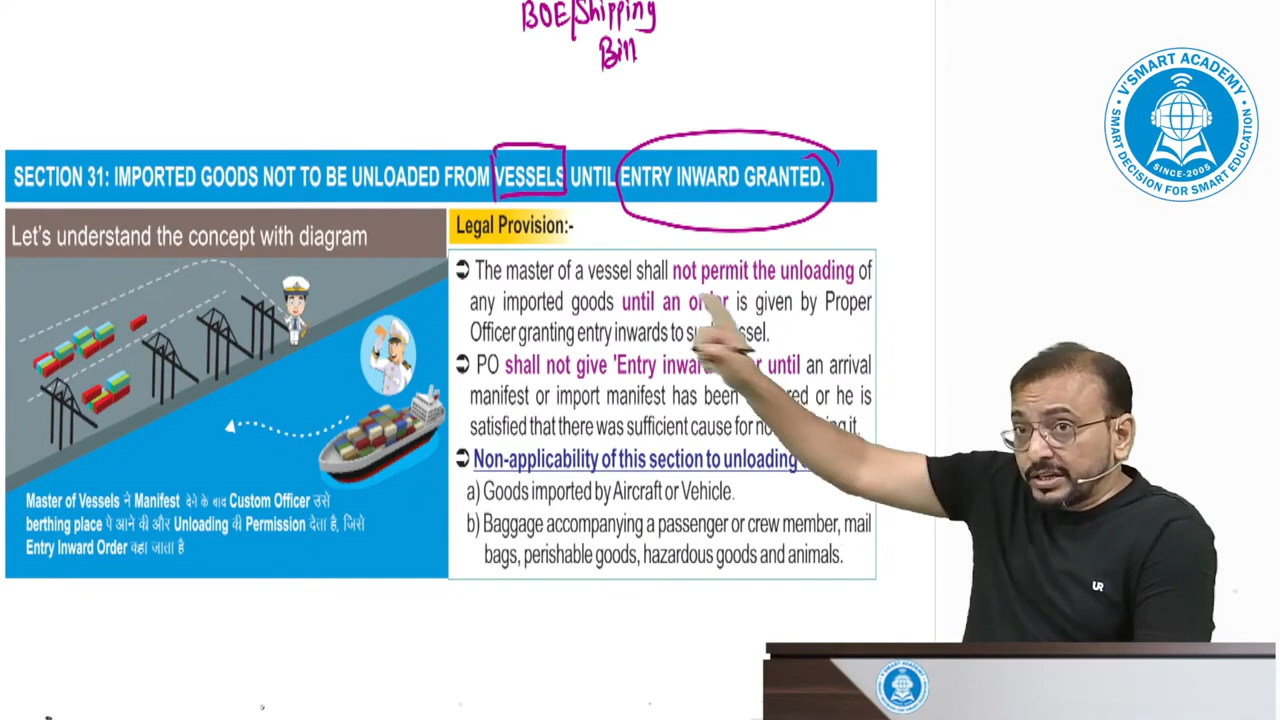 BOE/Shipping
Bill
V'SMART ACADEMY
SMART DECISION FOR SMART EDUCATION
SINCE-2005
SECTION 31: IMPORTED GOODS NOT TO BE UNLOADED FROM VESSELS UNTIL ENTRY INWARD GRANTED.
Let's understand the concept with diagram
Legal Provision:-
The master of a vessel shall not permit the unloading of
any imported goods until an order is given by Proper
Officer granting entry inwards to such vessel.
PO shall not give 'Entry inward until an arrival
manifest or import manifest has been or he is
satisfied that there was sufficient cause for it.
Non-applicability of this section to unloading
a) Goods imported by Aircraft or Vehicle.
b) Baggage accompanying a passenger or crew member, mail
bags, perishable goods, hazardous goods and animals.
Master of Vessels ने Manifest देने के बाद Custom Officer उसे
berthing place पे आने की और Unloading की Permission देता है, जिसे
Entry Inward Order कहा जाता है
UR